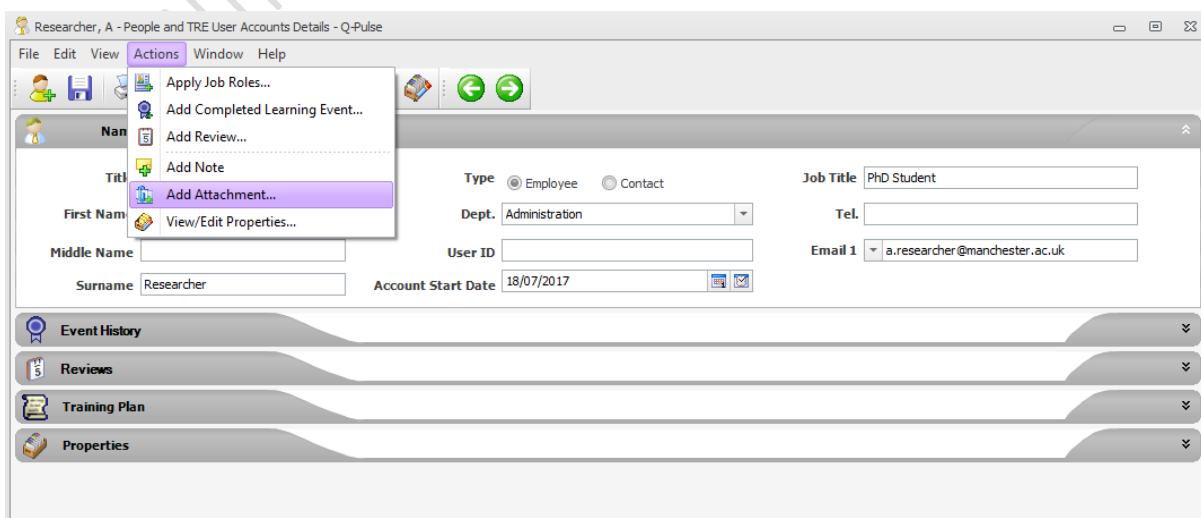 Researcher, A - People and TRE User Accounts Details - Q-Pulse
File Edit View Actions Window Help
Apply Job Roles...
Add Completed Learning Event...
Add Review...
Add Note
Add Attachment...
View/Edit Properties...
Type Employee Contact Job Title PhD Student
First Name Dept. Administration Tel.
Middle Name User ID Email 1 a.researcher@manchester.ac.uk
Surname Researcher Account Start Date 18/07/2017
Event History
Reviews
Training Plan
Properties